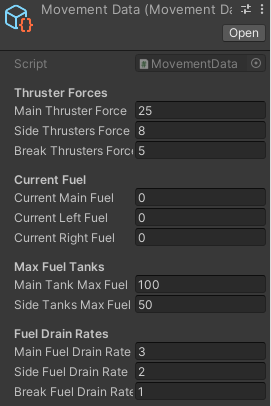 Movement Data (Movement Da
Open
Script MovementData
Thruster Forces
Main Thruster Force 25
Side Thrusters Force 8
Break Thrusters Force 5
Current Fuel
Current Main Fuel 0
Current Left Fuel 0
Current Right Fuel 0
Max Fuel Tanks
Main Tank Max Fuel 100
Side Tanks Max Fuel 50
Fuel Drain Rates
Main Fuel Drain Rate 3
Side Fuel Drain Rate 2
Break Fuel Drain Rate 1